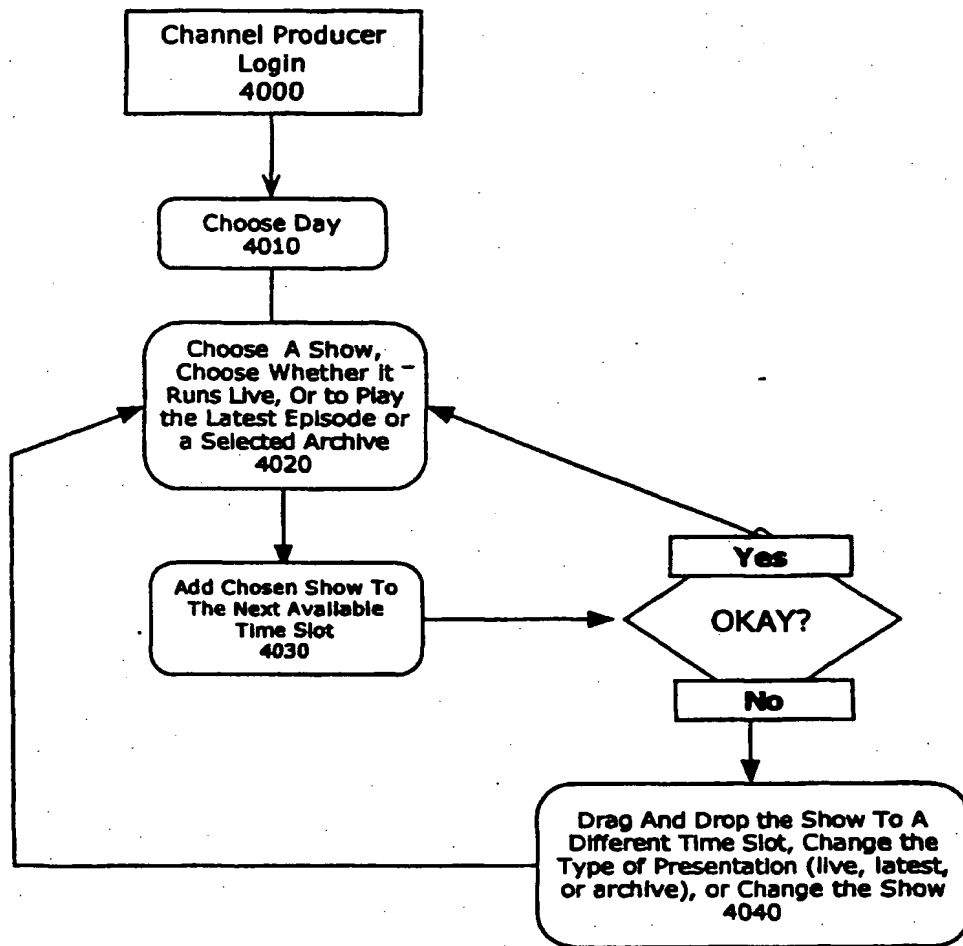 Channel Producer
Login
4000
Choose Day
4010
Choose A Show,
Choose Whether it
Runs Live, Or to Play
the Latest Episode or
a Selected Archive
4020
Add Chosen Show To
The Next Available
Time Slot
4030
Yes
OKAY?
No
Drag And Drop the Show To A
Different Time Slot, Change the
Type of Presentation (live, latest,
or archive), or Change the Show
4040